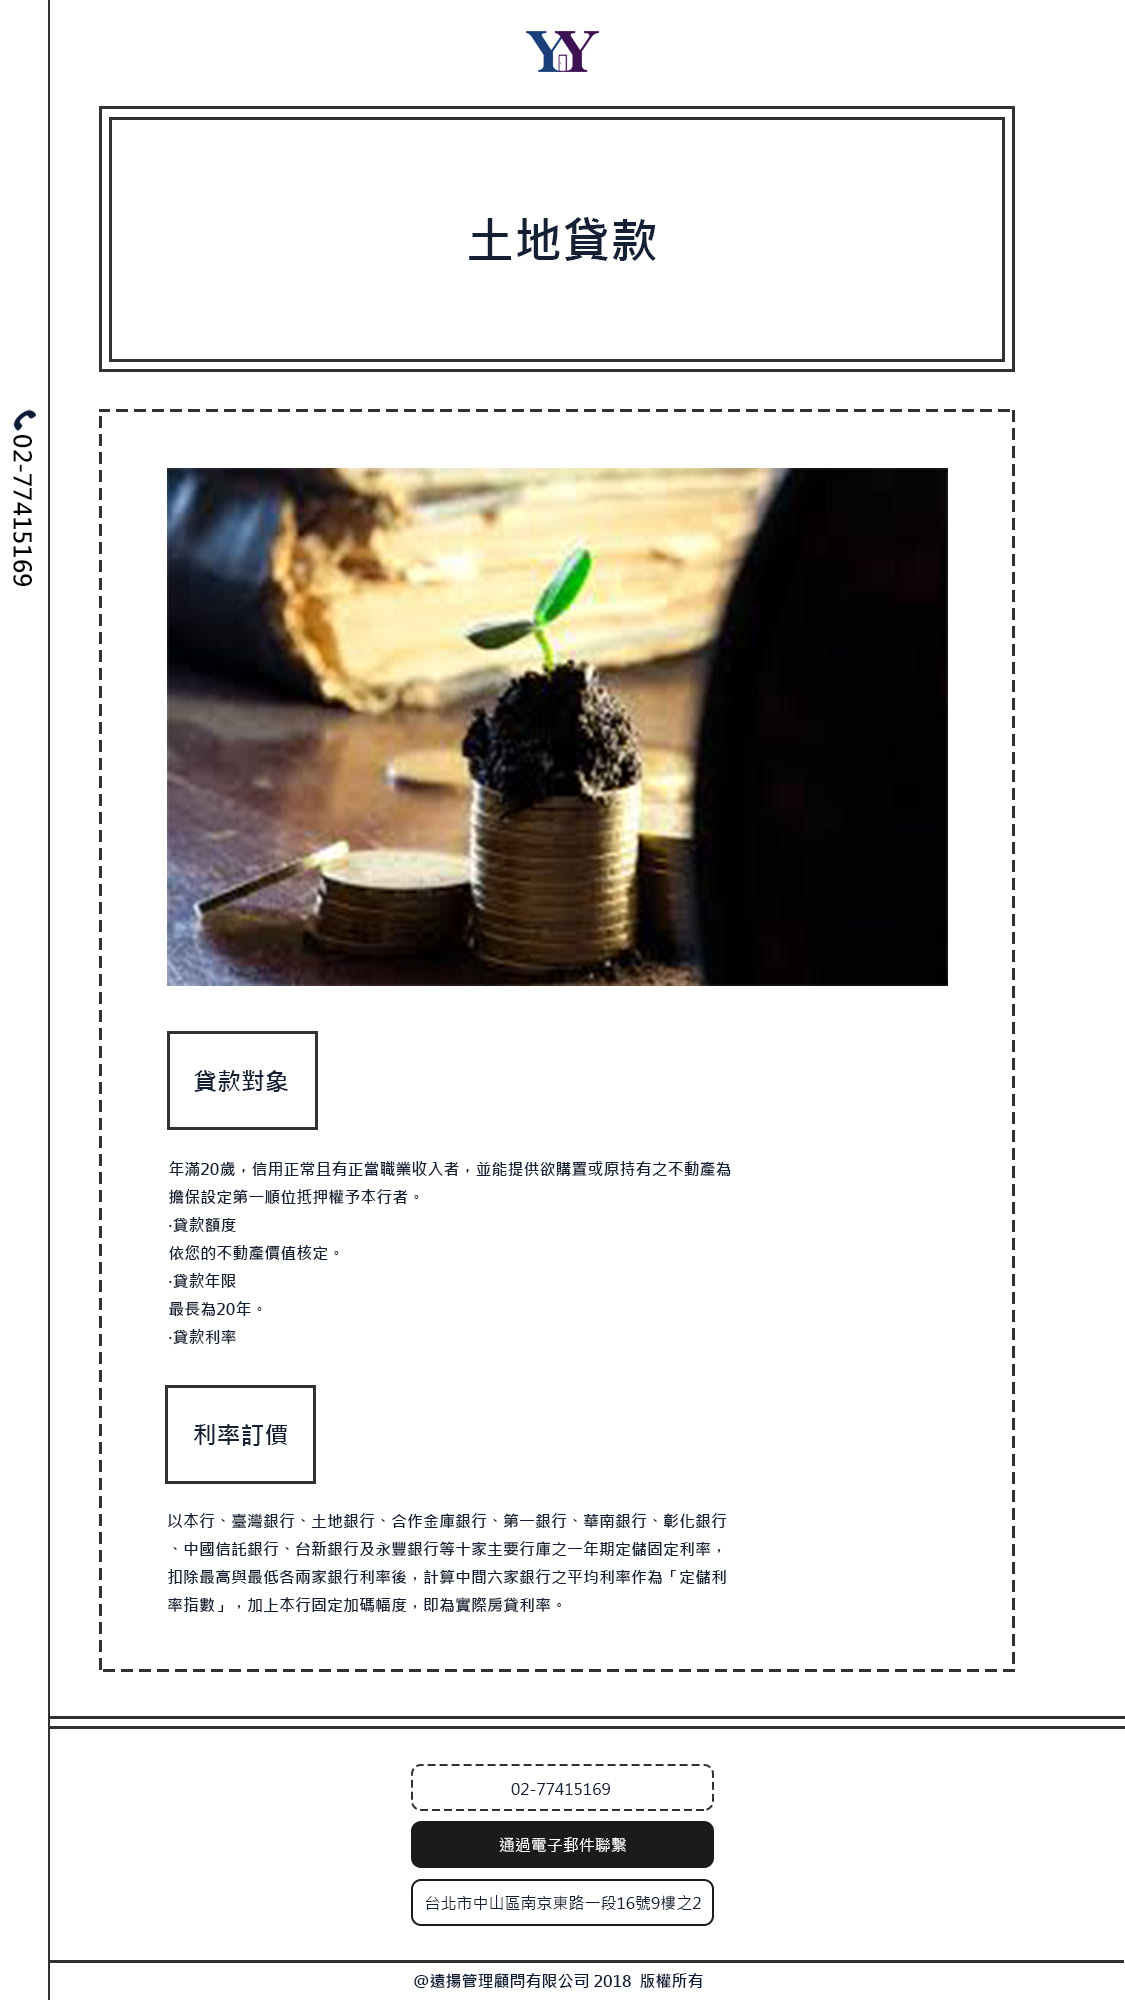 YY
土地貸款
02-77415169
貸款對象
年滿20歲，信用正常且有正當職業收入者，並能提供欲購置或原持有之不動產為
擔保設定第一順位抵押權予本行者。
·貸款額度
依您的不動產價值核定。
·貸款年限
最長為20年。
·貸款利率
利率訂價
以本行、臺灣銀行、土地銀行、合作金庫銀行、第一銀行、華南銀行、彰化銀行
、中國信託銀行、台新銀行及永豐銀行等十家主要行庫之一年期定儲固定利率，
扣除最高與最低各兩家銀行利率後，計算中間六家銀行之平均利率作為「定儲利
率指數」，加上本行固定加碼幅度，即為實際房貸利率。
02-77415169
通過電子郵件聯繫
台北市中山區南京東路一段16號9樓之2
@遠揚管理顧問有限公司 2018 版權所有